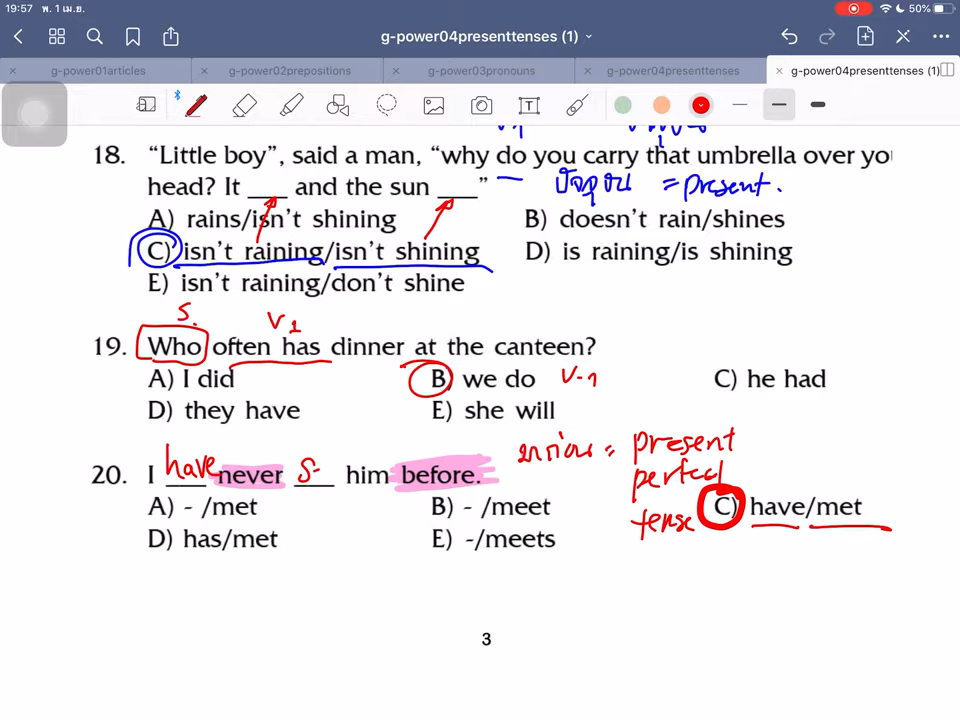 19:57 พ. 1 เม.ย. 50%
g-power04presenttenses (1)
g-power01articles g-power02prepositions g-power03pronouns g-power04presenttenses g-power04presenttenses (1)
18. “Little boy”, said a man, “why do you carry that umbrella over yo
head? It ___ and the sun ___ ” ปัจจุบัน = present.
A) rains/isn’t shining B) doesn’t rain/shines
C) isn’t raining/isn’t shining D) is raining/is shining
E) isn’t raining/don’t shine
S. V1
19. Who often has dinner at the canteen?
A) I did B) we do V-1 C) he had
D) they have E) she will
present
20. I have never ___ him before. perfect
A) - /met B) - /meet tense C) have/met
D) has/met E) -/meets
3